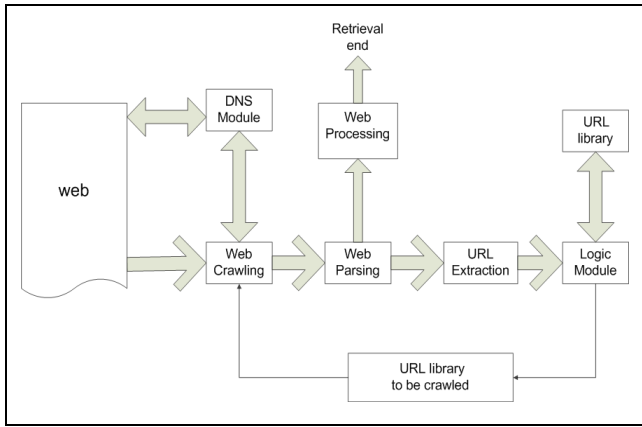 Retrieval
end
DNS
Module
Web
Processing
URL
library
web
Web
Crawling
Web
Parsing
URL
Extraction
Logic
Module
URL library
to be crawled